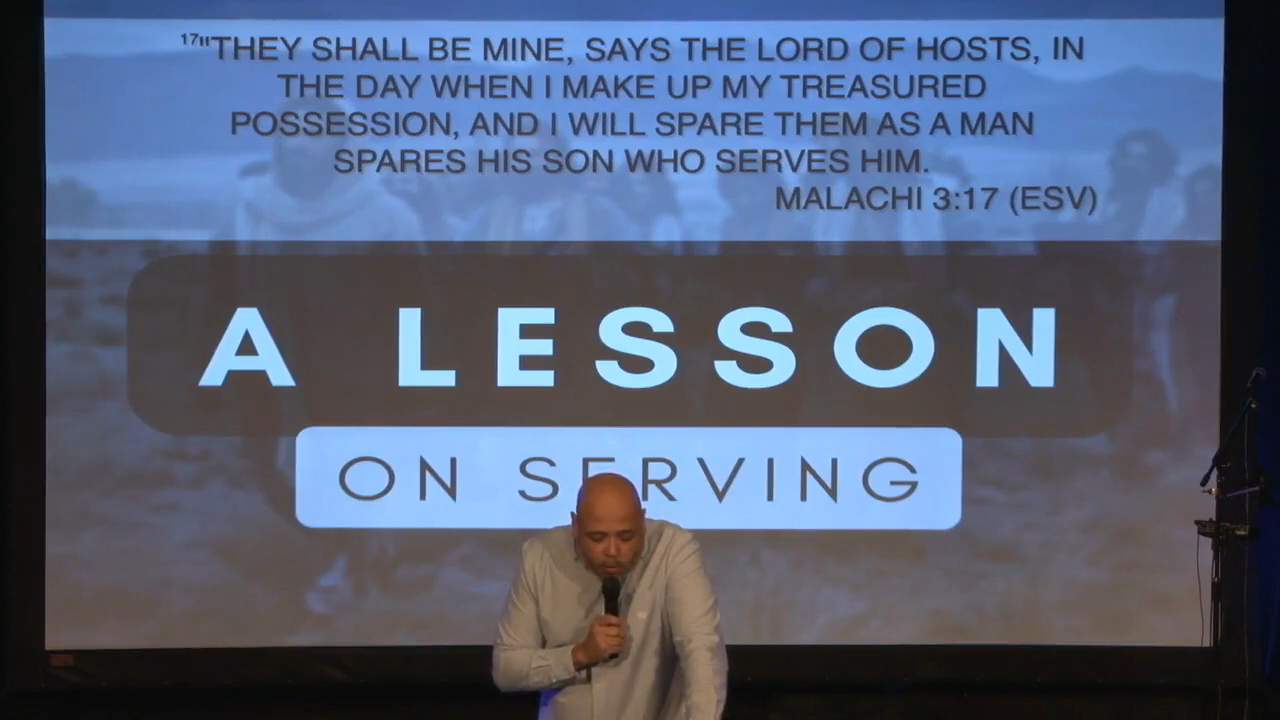 17"THEY SHALL BE MINE, SAYS THE LORD OF HOSTS, IN
THE DAY WHEN I MAKE UP MY TREASURED
POSSESSION, AND I WILL SPARE THEM AS A MAN
SPARES HIS SON WHO SERVES HIM.
MALACHI 3:17 (ESV)
A LESSON
ON SERVING